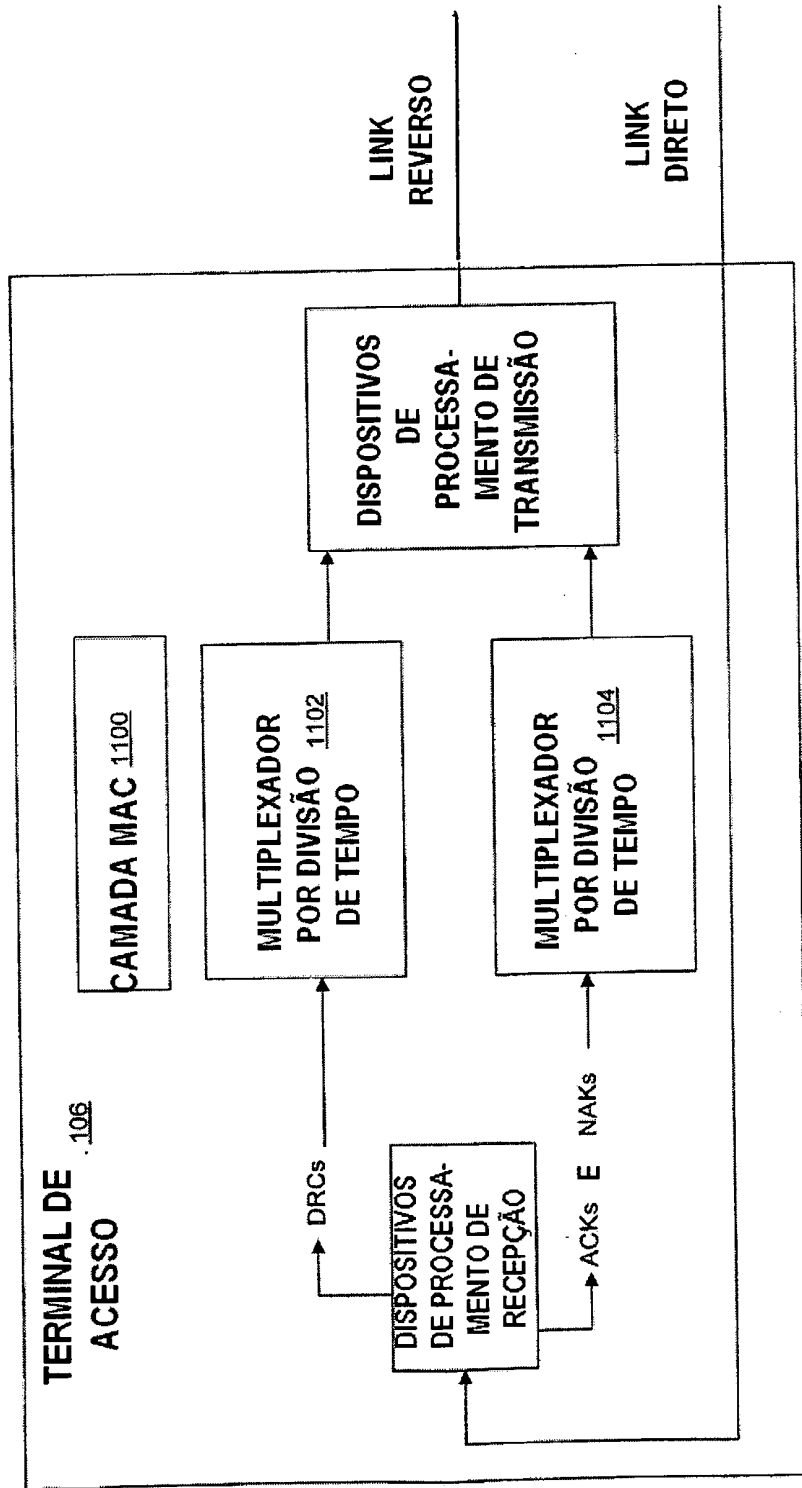 TERMINAL DE
ACESSO
106
CAMADA MAC 1100
MULTIPLEXADOR
POR DIVISÃO
DE TEMPO
1102
DRCs
DISPOSITIVOS
DE PROCESSA-
MENTO DE
RECEPÇÃO
ACKs E NAKs
MULTIPLEXADOR
POR DIVISÃO
DE TEMPO
1104
DISPOSITIVOS
DE
PROCESSA-
MENTO DE
TRANSMISSÃO
LINK
REVERSO
LINK
DIRETO